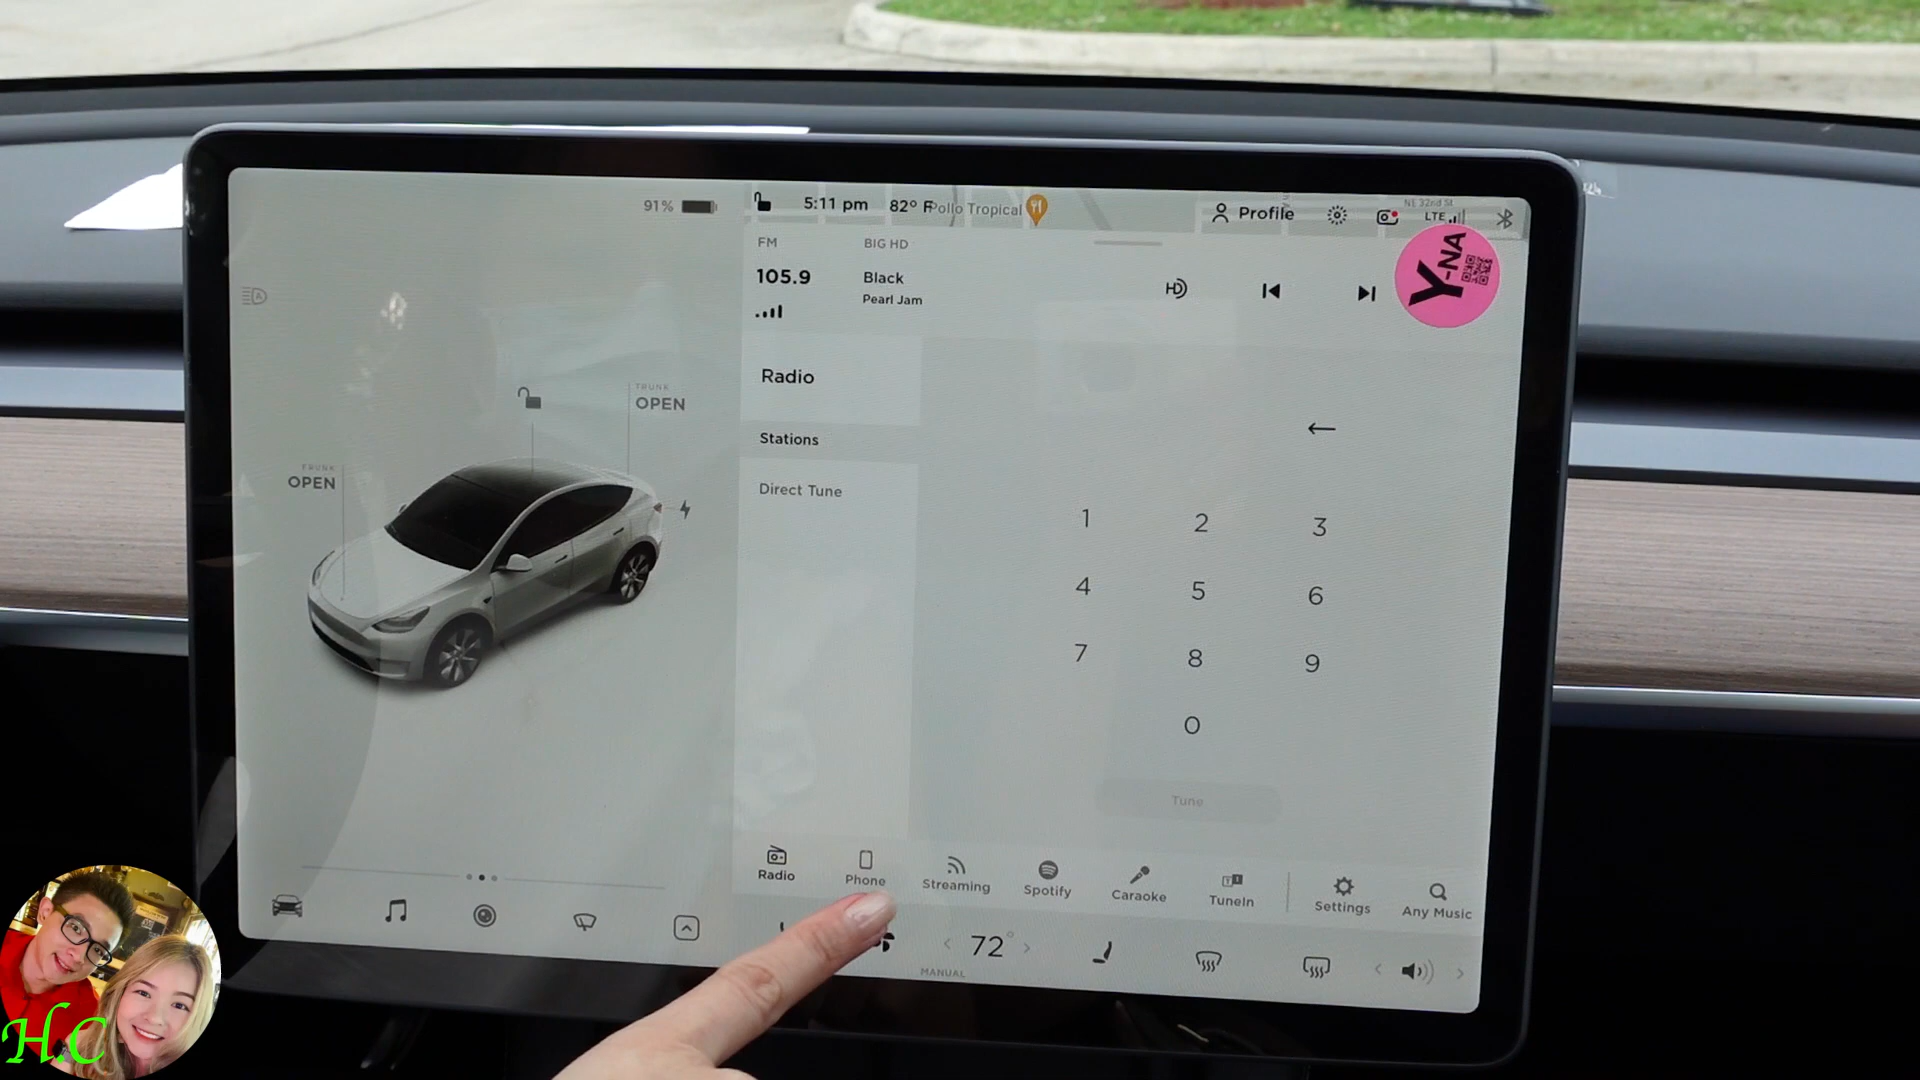 91%
5:11 pm
82° F
Pollo Tropical
Profile
NE 32nd St
LTE
FM
BIG HD
105.9
Black
Pearl Jam
HD
Y-NA
Radio
Stations
Direct Tune
TRUNK
OPEN
FRUNK
OPEN
1 2 3
4 5 6
7 8 9
0
Tune
Radio
Phone
Streaming
Spotify
Karaoke
TuneIn
Settings
Any Music
72°
MANUAL
H.C